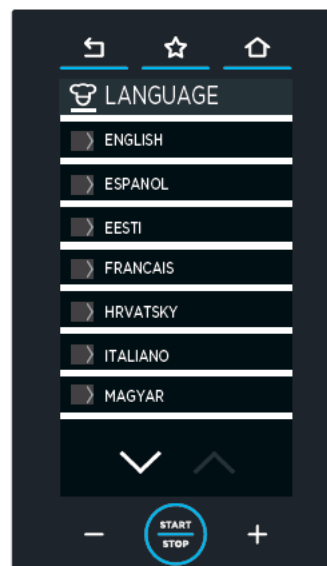 LANGUAGE
ENGLISH
ESPANOL
EESTI
FRANCAIS
HRVATSKY
ITALIANO
MAGYAR
START
STOP